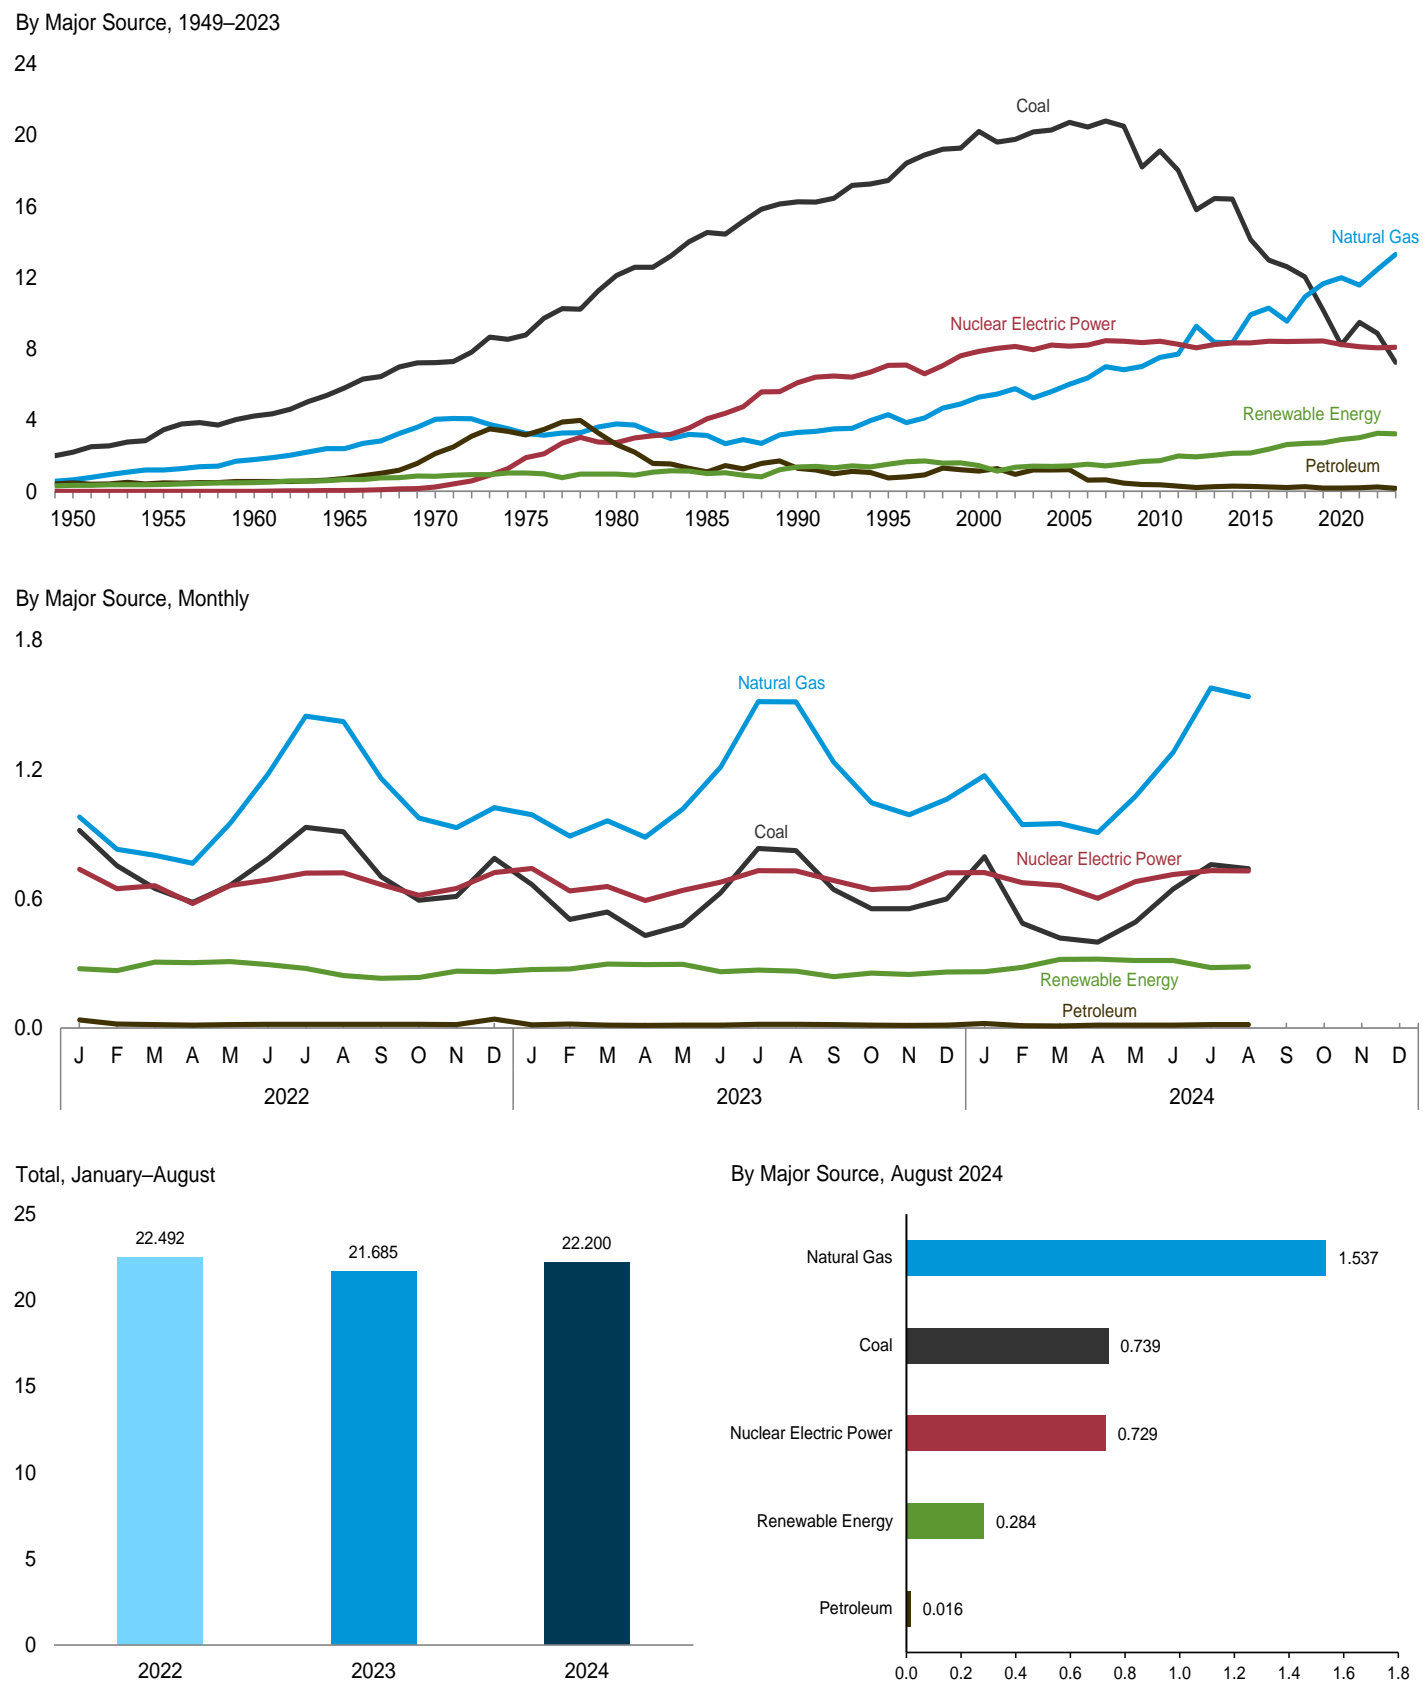 By Major Source, 1949–2023
24
Coal
20
16
Natural Gas
12
Nuclear Electric Power
8
Renewable Energy
4
Petroleum
0
1950 1955 1960 1965 1970 1975 1980 1985 1990 1995 2000 2005 2010 2015 2020
By Major Source, Monthly
1.8
Natural Gas
1.2
Coal
Nuclear Electric Power
0.6
Renewable Energy
Petroleum
0.0
J F M A M J J A S O N D J F M A M J J A S O N D J F M A M J J A S O N D
2022 2023 2024
Total, January–August
25
22.492
21.685
22.200
20
15
10
5
0
2022 2023 2024
By Major Source, August 2024
Natural Gas 1.537
Coal 0.739
Nuclear Electric Power 0.729
Renewable Energy 0.284
Petroleum 0.016
0.0 0.2 0.4 0.6 0.8 1.0 1.2 1.4 1.6 1.8